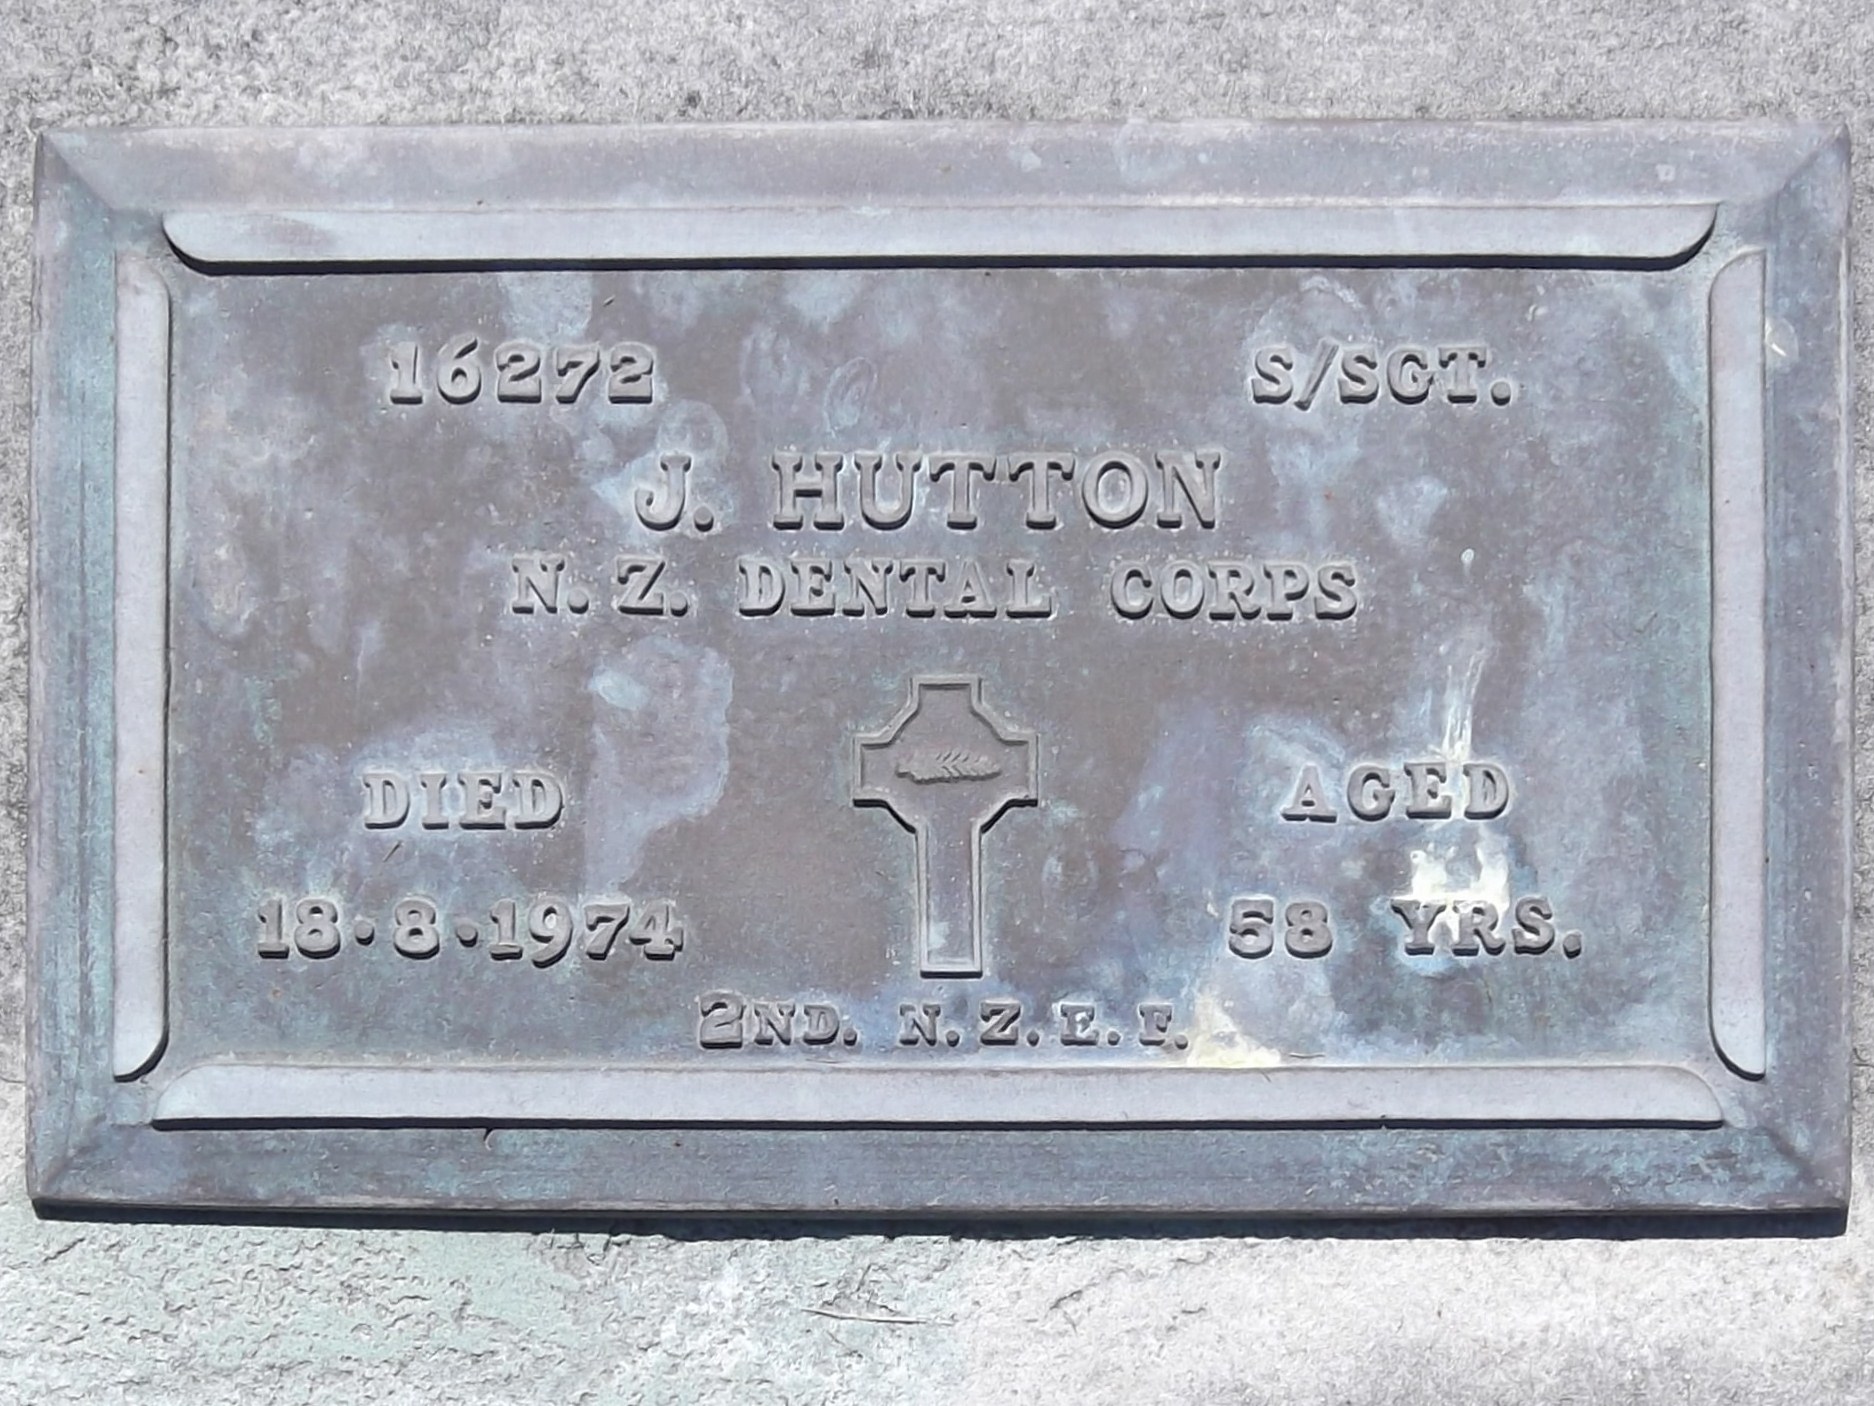 16272 S/SGT.
J. HUTTON
N. Z. DENTAL CORPS
DIED AGED
18·8·1974 58 YRS.
2ND. N.Z.E.F.